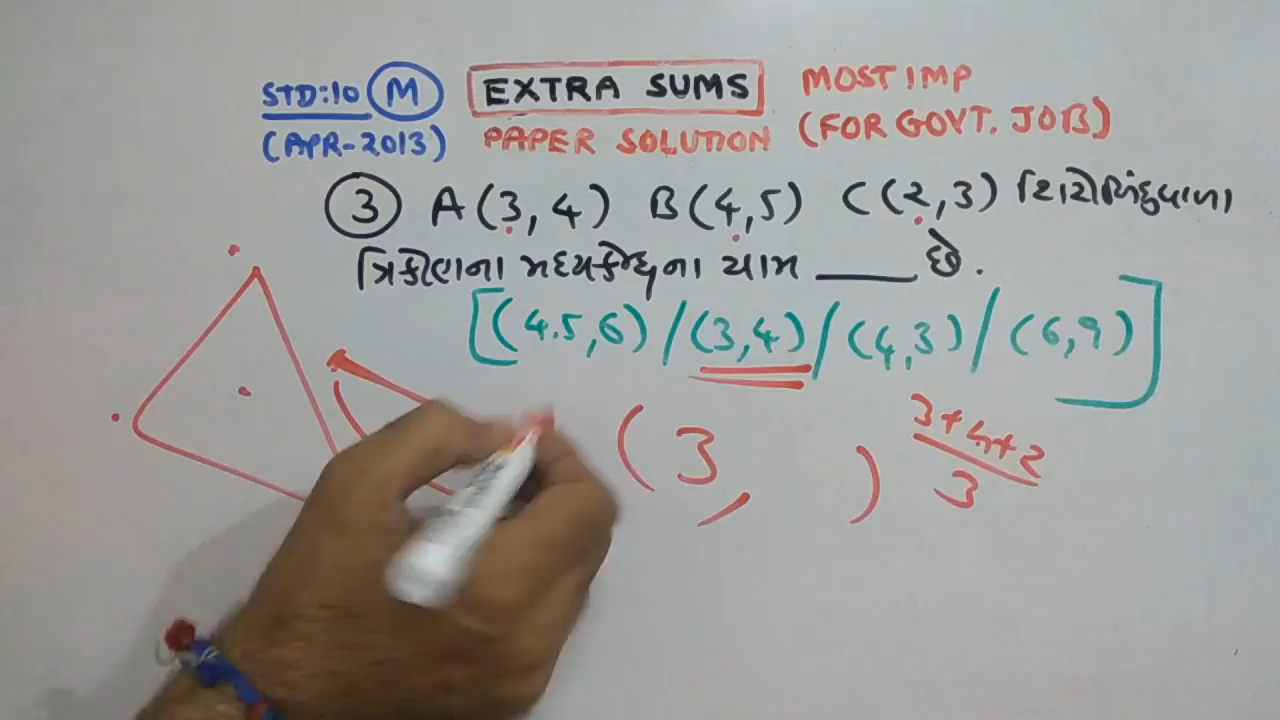 STD:10 M EXTRA SUMS MOST IMP
(APR-2013) PAPER SOLUTION (FOR GOVT. JOB)
3 A(3,4) B(4,5) C(2,3) શિરોબિંદુવાળા
ત્રિકોણના મધ્યકેન્દ્રના યામ ____ છે.
[(4.5,6) / (3,4) / (4,3) / (6,9)]
(3, ) 3+4+2
3